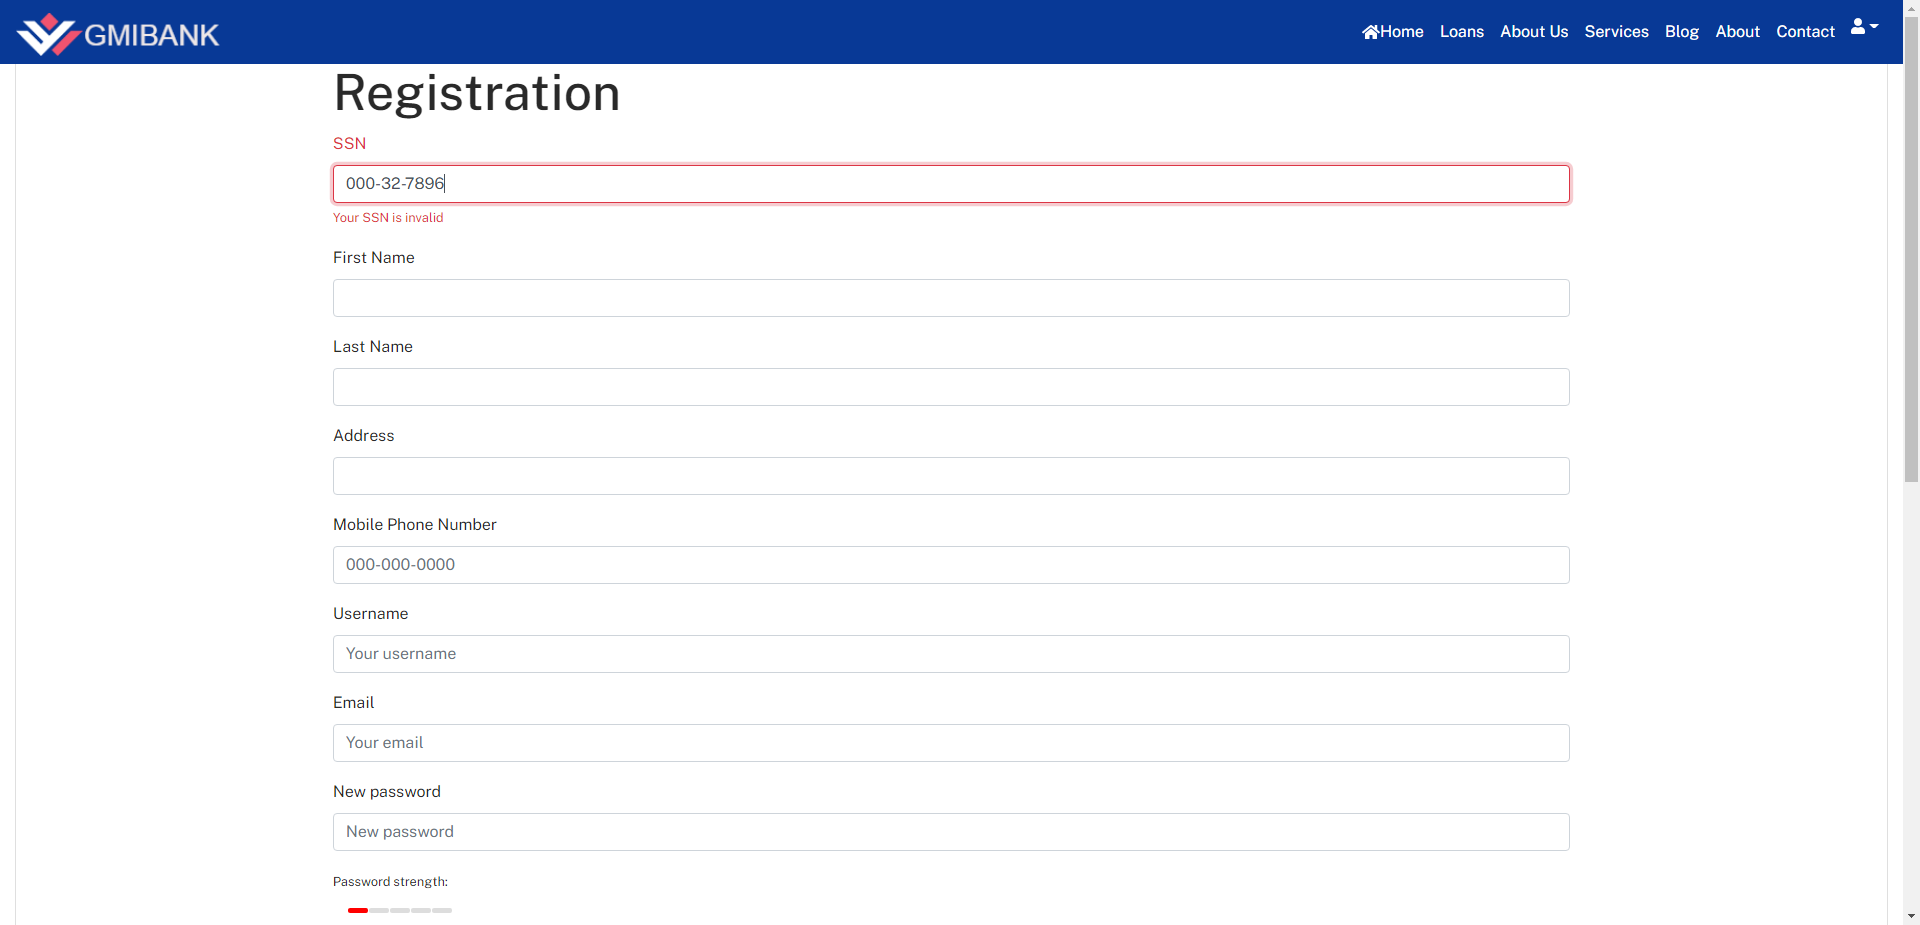 GMIBANK
Home Loans About Us Services Blog About Contact
Registration
SSN
000-32-7896
Your SSN is invalid
First Name
Last Name
Address
Mobile Phone Number
000-000-0000
Username
Your username
Email
Your email
New password
New password
Password strength: